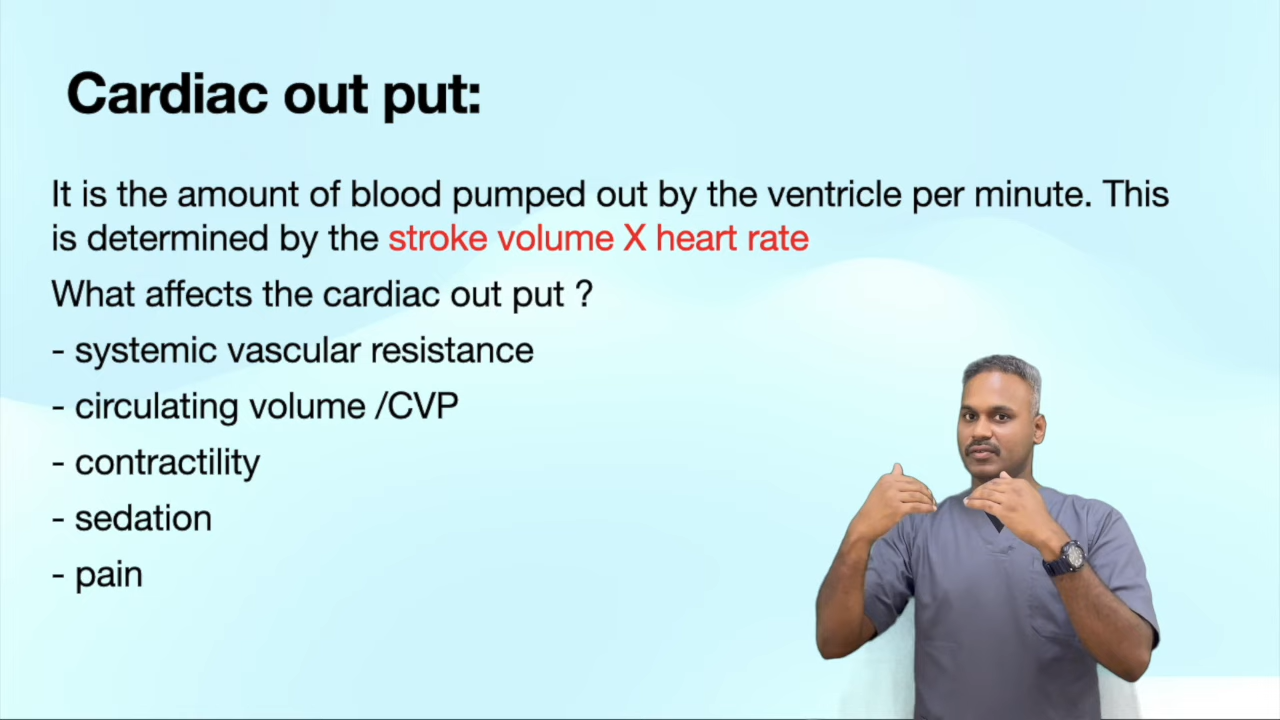 Cardiac out put:
It is the amount of blood pumped out by the ventricle per minute. This
is determined by the stroke volume X heart rate
What affects the cardiac out put ?
- systemic vascular resistance
- circulating volume /CVP
- contractility
- sedation
- pain